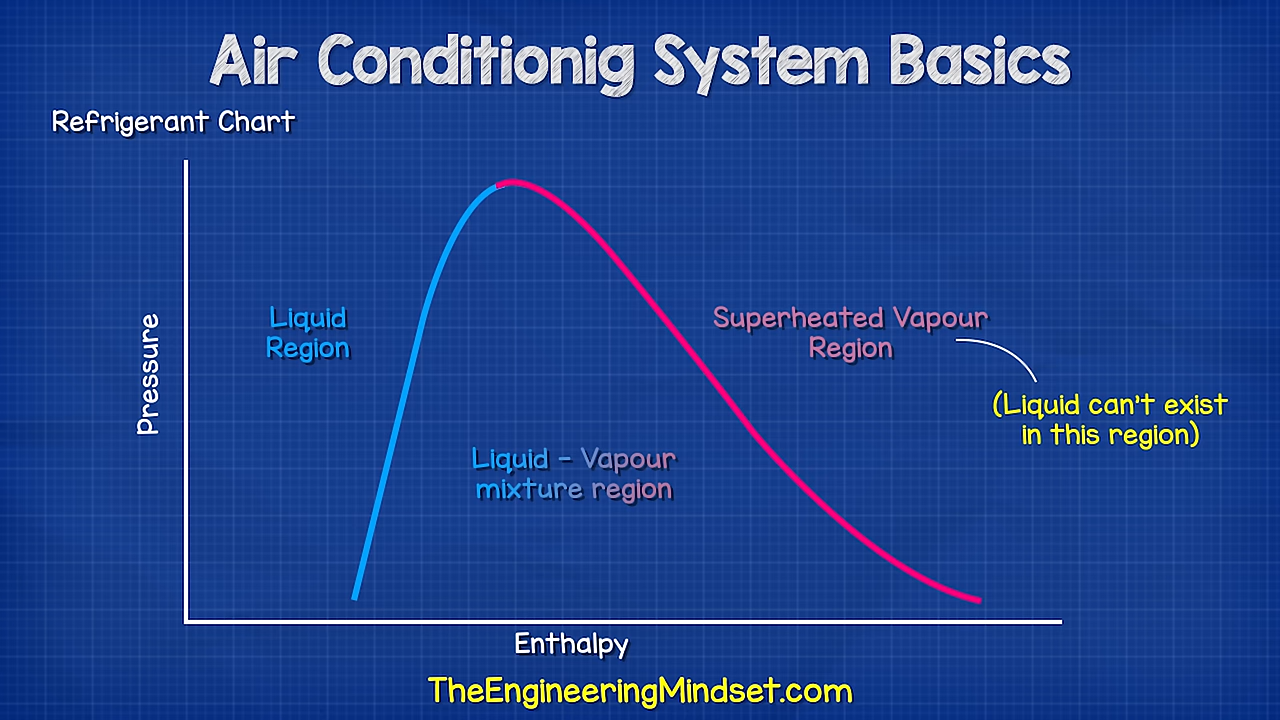 Air Conditionig System Basics
Refrigerant Chart
Pressure
Liquid
Region
Superheated Vapour
Region
(Liquid can't exist
in this region)
Liquid - Vapour
mixture region
Enthalpy
TheEngineeringMindset.com